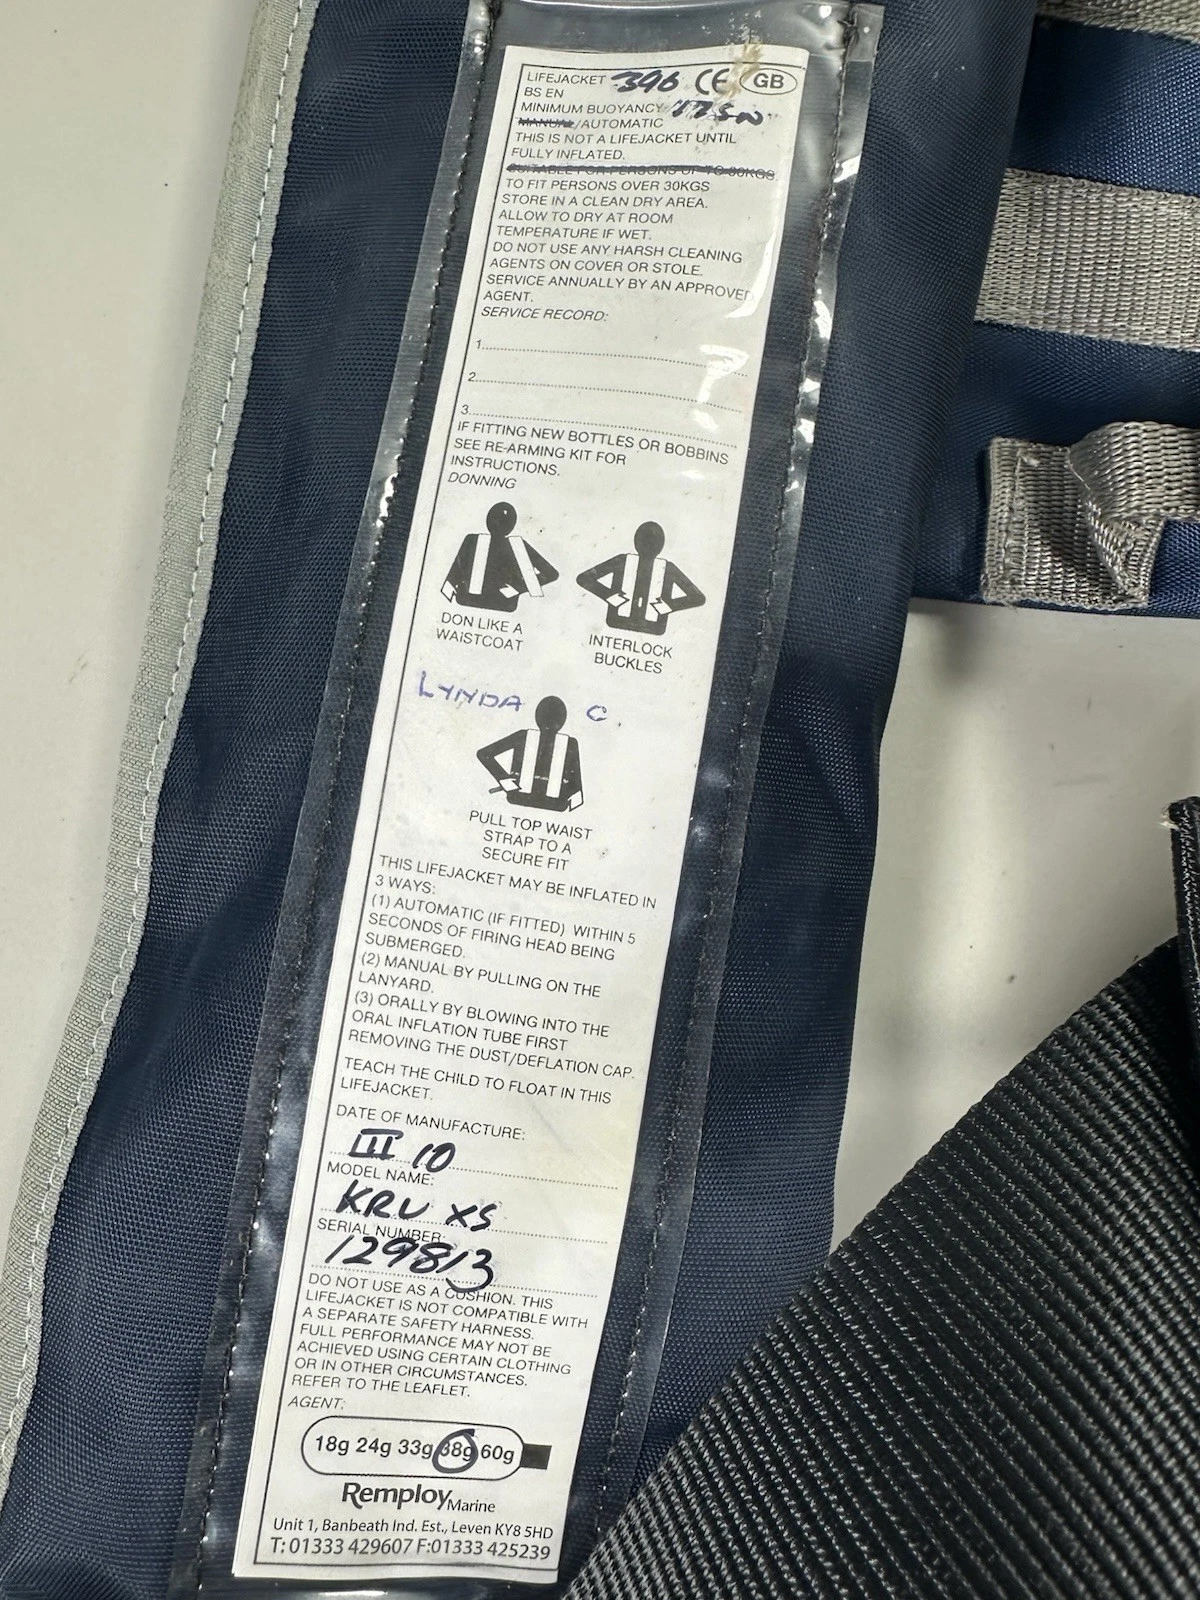 LIFEJACKET 396 CE GB
BS EN
MINIMUM BUOYANCY 175N
MANUAL/AUTOMATIC
THIS IS NOT A LIFEJACKET UNTIL
FULLY INFLATED.
SUITABLE FOR PERSONS UP TO 30KGS
TO FIT PERSONS OVER 30KGS
STORE IN A CLEAN DRY AREA.
ALLOW TO DRY AT ROOM
TEMPERATURE IF WET.
DO NOT USE ANY HARSH CLEANING
AGENTS ON COVER OR STOLE.
SERVICE ANNUALLY BY AN APPROVED
AGENT.
SERVICE RECORD:
1.
2.
3.
IF FITTING NEW BOTTLES OR BOBBINS
SEE RE-ARMING KIT FOR
INSTRUCTIONS.
DONNING
DON LIKE A
WAISTCOAT
INTERLOCK
BUCKLES
LYNDA C.
PULL TOP WAIST
STRAP TO A
SECURE FIT
THIS LIFEJACKET MAY BE INFLATED IN
3 WAYS:
(1) AUTOMATIC (IF FITTED) WITHIN 5
SECONDS OF FIRING HEAD BEING
SUBMERGED.
(2) MANUAL BY PULLING ON THE
LANYARD.
(3) ORALLY BY BLOWING INTO THE
ORAL INFLATION TUBE FIRST
REMOVING THE DUST/DEFLATION CAP.
TEACH THE CHILD TO FLOAT IN THIS
LIFEJACKET.
DATE OF MANUFACTURE:
III 10
MODEL NAME:
KRU XS
SERIAL NUMBER:
129813
DO NOT USE AS A CUSHION. THIS
LIFEJACKET IS NOT COMPATIBLE WITH
A SEPARATE SAFETY HARNESS.
FULL PERFORMANCE MAY NOT BE
ACHIEVED USING CERTAIN CLOTHING
OR IN OTHER CIRCUMSTANCES.
REFER TO THE LEAFLET.
AGENT:
18g 24g 33g 38g 60g
Remploy Marine
Unit 1, Banbeath Ind. Est., Leven KY8 5HD
T: 01333 429607 F:01333 425239